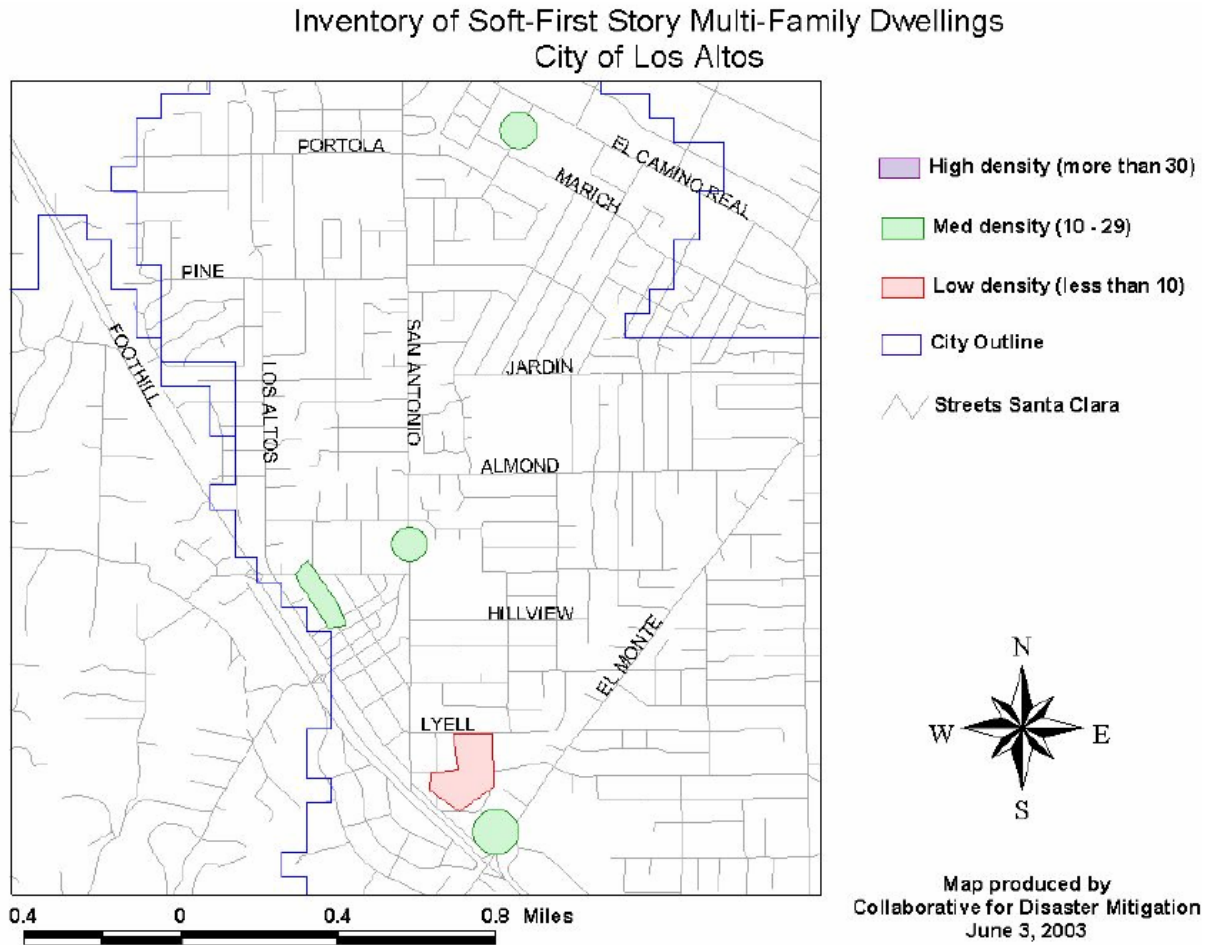 Inventory of Soft-First Story Multi-Family Dwellings
City of Los Altos
PORTOLA
EL CAMINO REAL
MARICH
PINE
FOOTHILL
LOS ALTOS
SAN ANTONIO
JARDIN
ALMOND
HILLVIEW
EL MONTE
LYELL
High density (more than 30)
Med density (10 - 29)
Low density (less than 10)
City Outline
Streets Santa Clara
N
W E
S
0.4 0 0.4 0.8 Miles
Map produced by
Collaborative for Disaster Mitigation
June 3, 2003